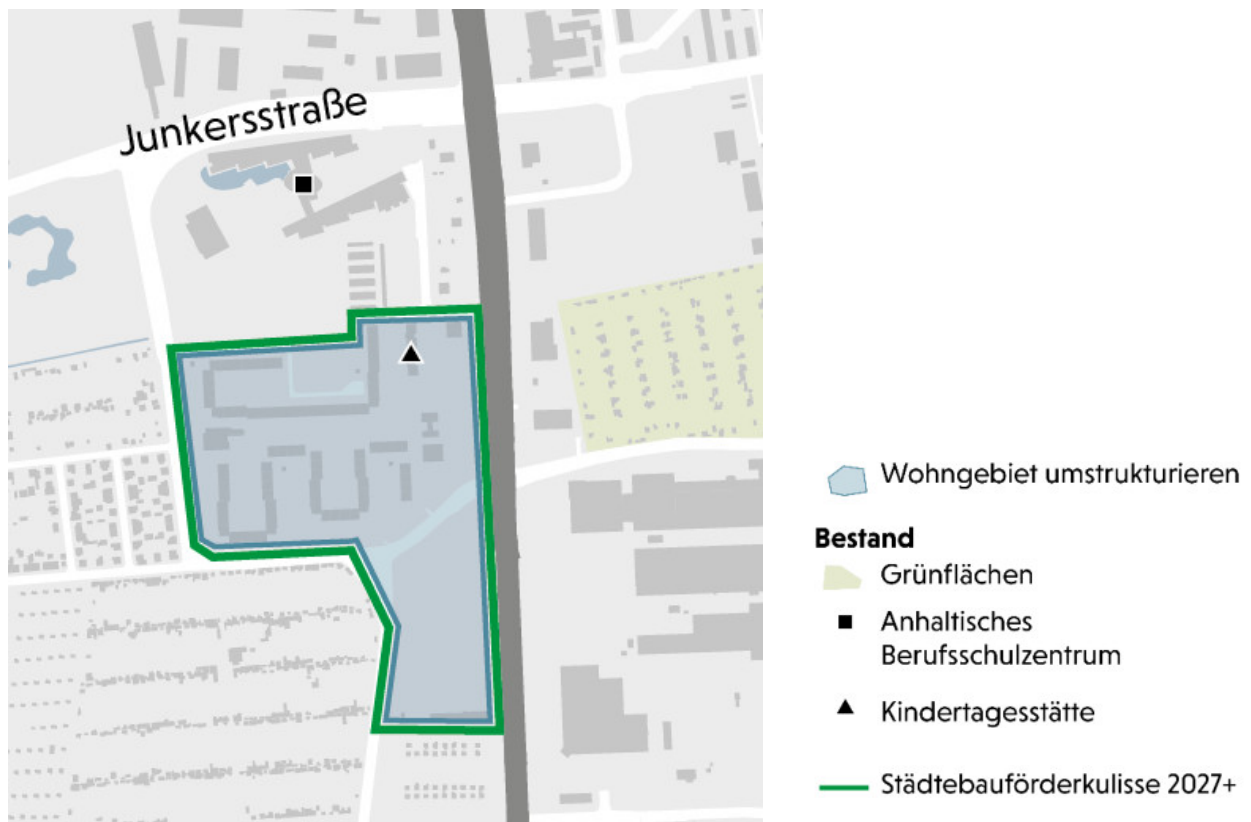 Junkersstraße
Wohngebiet umstrukturieren
Bestand
Grünflächen
Anhaltisches
Berufsschulzentrum
Kindertagesstätte
Städtebauförderkulisse 2027+